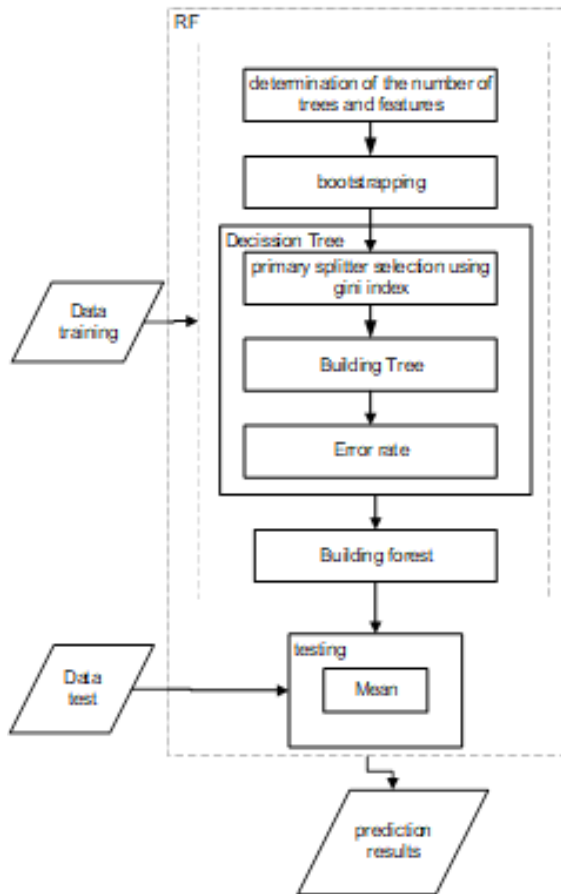 RF
determination of the number of
trees and features
bootstrapping
Decission Tree
primary splitter selection using
gini index
Data
training
Building Tree
Error rate
Building forest
testing
Mean
Data
test
prediction
results